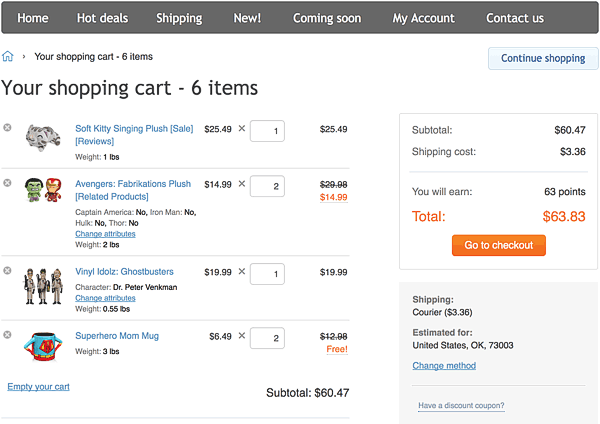 Home Hot deals Shipping New! Coming soon My Account Contact us
› Your shopping cart - 6 items
Continue shopping
Your shopping cart - 6 items
Soft Kitty Singing Plush [Sale] $25.49 × 1 $25.49
[Reviews]
Weight: 1 lbs
Avengers: Fabrikations Plush $14.99 × 2 $29.98
[Related Products] $14.99
Captain America: No, Iron Man: No,
Hulk: No, Thor: No
Change attributes
Weight: 2 lbs
Vinyl Idolz: Ghostbusters $19.99 × 1 $19.99
Character: Dr. Peter Venkman
Change attributes
Weight: 0.55 lbs
Superhero Mom Mug $6.49 × 2 $12.98
Free!
Weight: 3 lbs
Empty your cart
Subtotal: $60.47
Subtotal: $60.47
Shipping cost: $3.36
You will earn: 63 points
Total: $63.83
Go to checkout
Shipping:
Courier ($3.36)
Estimated for:
United States, OK, 73003
Change method
Have a discount coupon?